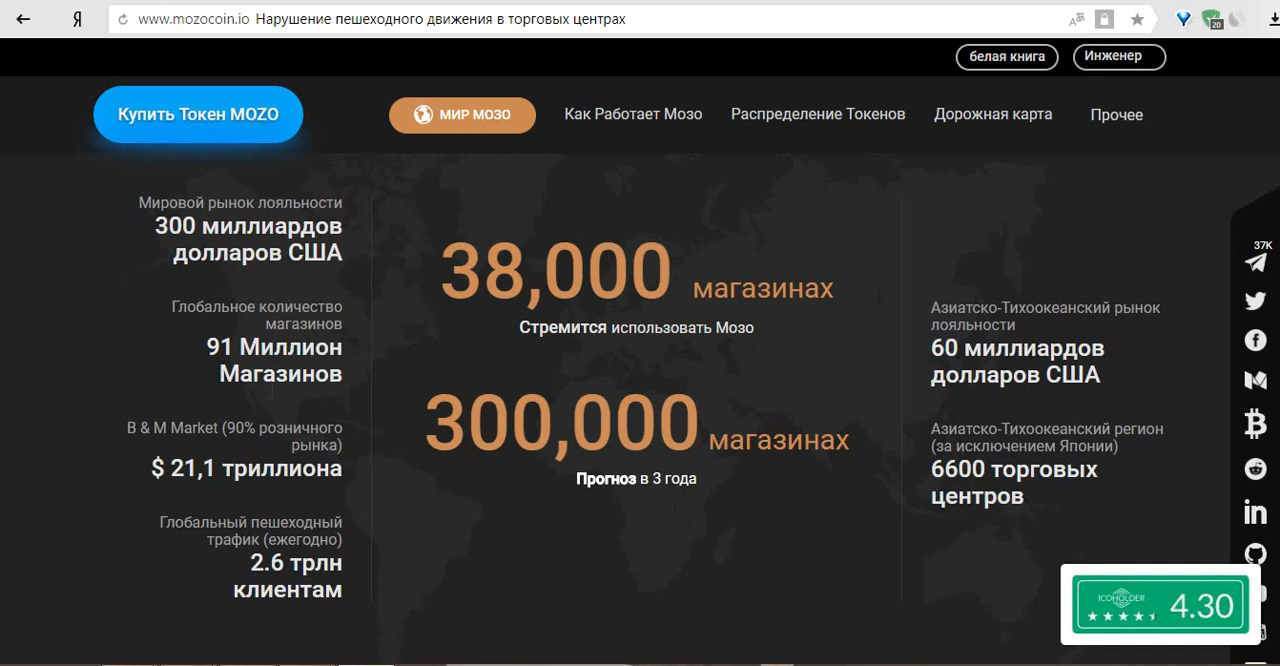 Я
www.mozocoin.io Нарушение пешеходного движения в торговых центрах
20
белая книга
Инженер
Купить Токен MOZO
МИР МОЗО
Как Работает Мозо
Распределение Токенов
Дорожная карта
Прочее
Мировой рынок лояльности
300 миллиардов
долларов США
Глобальное количество
магазинов
91 Миллион
Магазинов
B & M Market (90% розничного
рынка)
$ 21,1 триллиона
Глобальный пешеходный
трафик (ежегодно)
2.6 трлн
клиентам
38,000 магазинах
Стремится использовать Мозо
300,000 магазинах
Прогноз в 3 года
Азиатско-Тихоокеанский рынок
лояльности
60 миллиардов
долларов США
Азиатско-Тихоокеанский регион
(за исключением Японии)
6600 торговых
центров
37K
in
ICOHOLDER
4.30